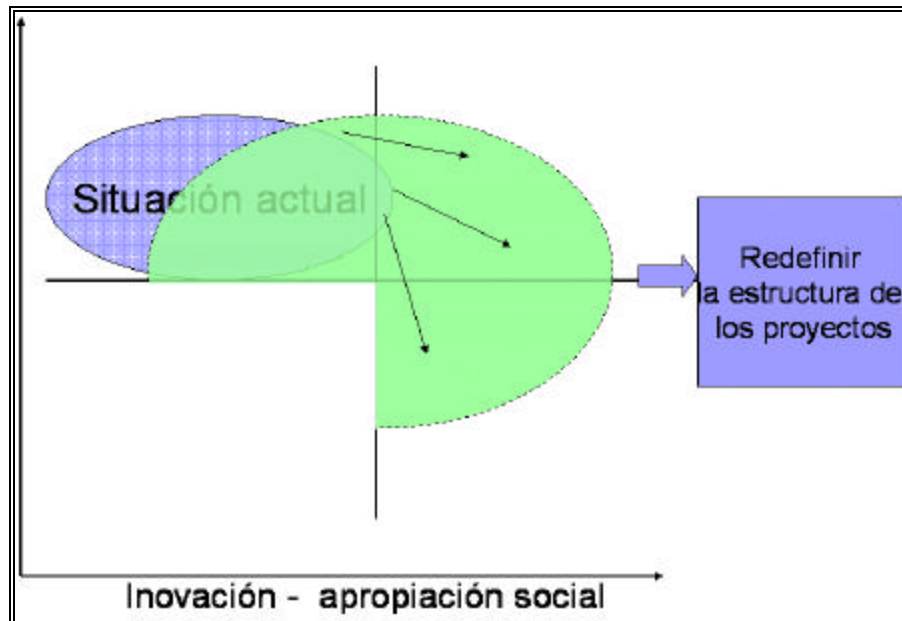 Situación actual
Redefinir
la estructura de
los proyectos
Inovación - apropiación social